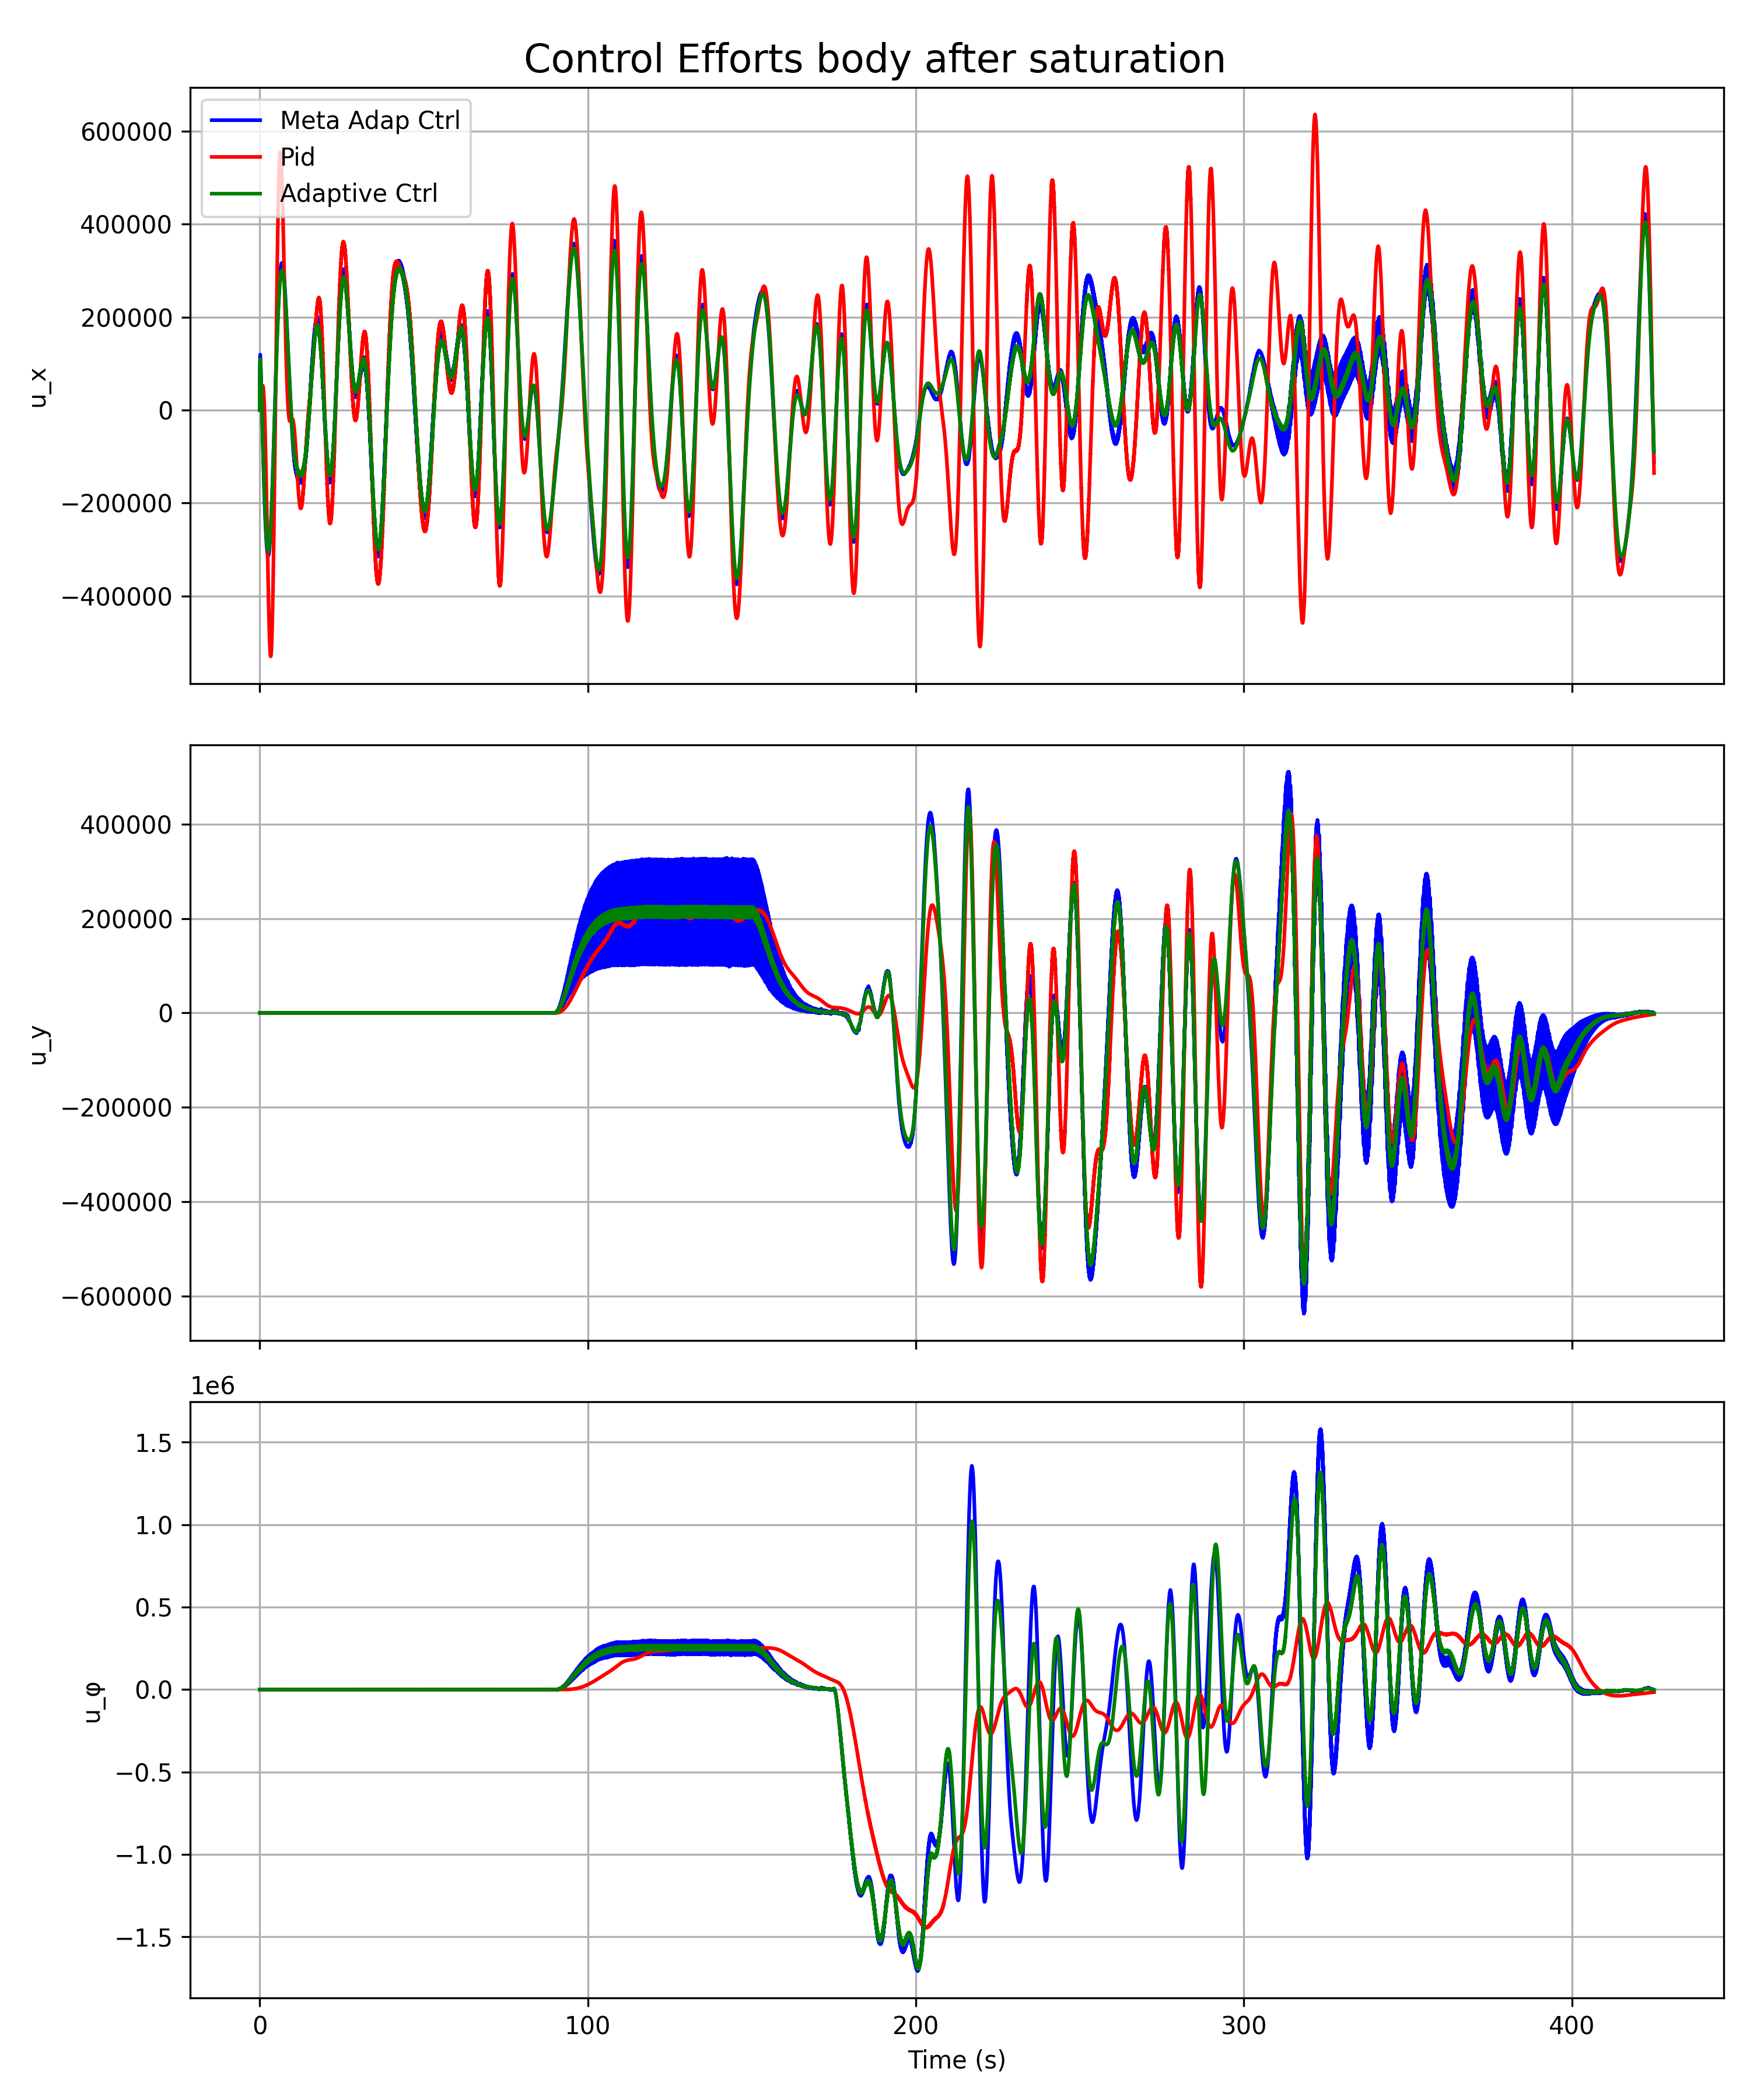 Control Efforts body after saturation
Meta Adap Ctrl
Pid
Adaptive Ctrl
600000
400000
200000
0
−200000
−400000
u_x
400000
200000
0
−200000
−400000
−600000
u_y
1e6
1.5
1.0
0.5
0.0
−0.5
−1.0
−1.5
u_φ
0 100 200 300 400
Time (s)